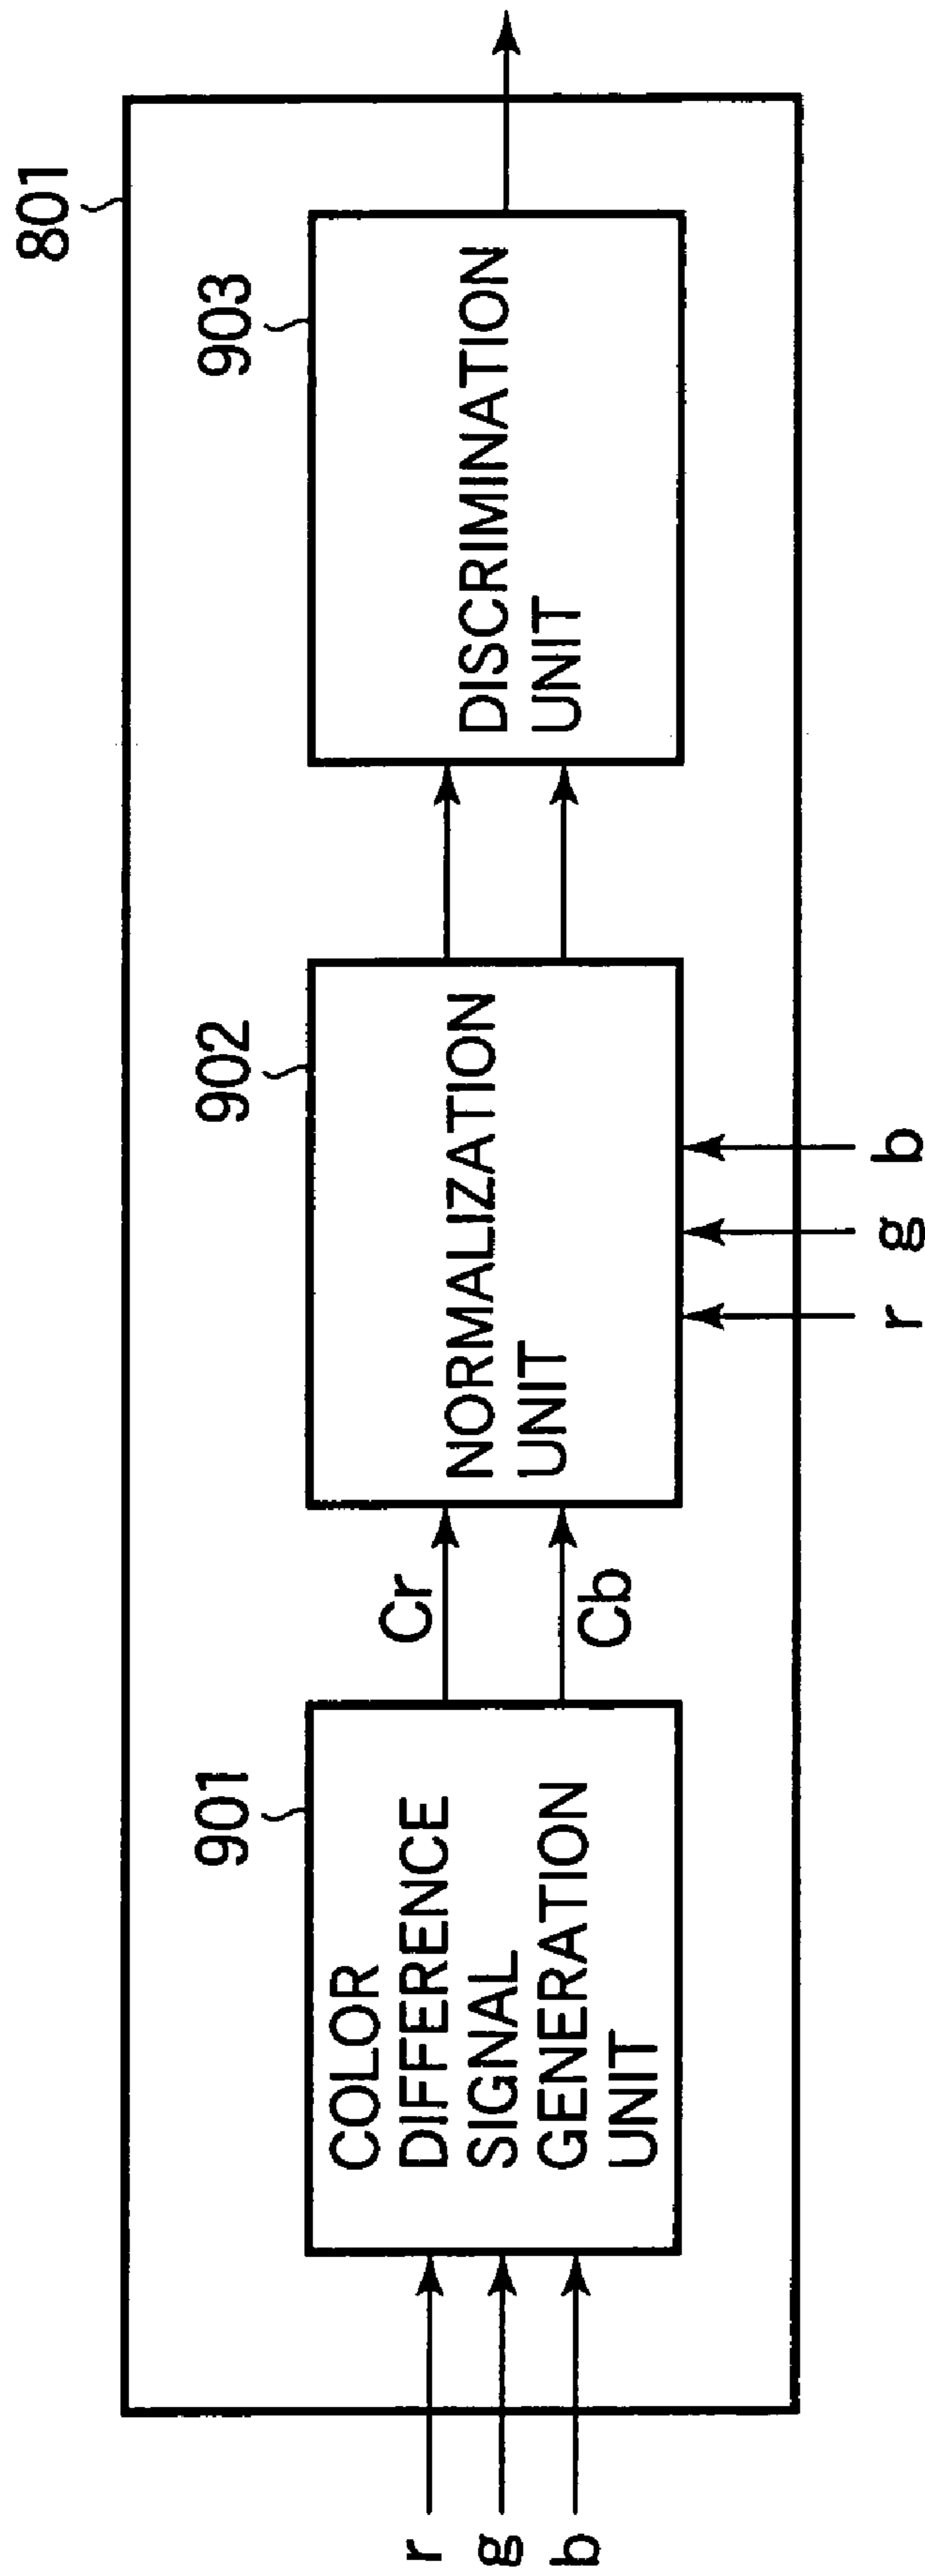 801
901
COLOR
DIFFERENCE
SIGNAL
GENERATION
UNIT
r
g
b
Cr
Cb
902
NORMALIZATION
UNIT
r
g
b
903
DISCRIMINATION
UNIT